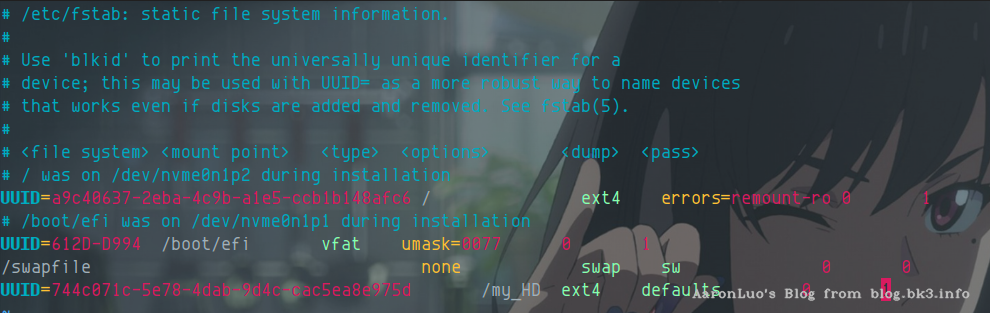 # /etc/fstab: static file system information.
#
# Use 'blkid' to print the universally unique identifier for a
# device; this may be used with UUID= as a more robust way to name devices
# that works even if disks are added and removed. See fstab(5).
#
# <file system> <mount point>   <type>  <options>       <dump>  <pass>
# / was on /dev/nvme0n1p2 during installation
UUID=a9c40637-2eba-4c9b-a1e5-ccb1b148afc6 /               ext4    errors=remount-ro 0       1
# /boot/efi was on /dev/nvme0n1p1 during installation
UUID=612D-D994  /boot/efi       vfat    umask=0077      0       1
/swapfile                                 none            swap    sw              0       0
UUID=744c071c-5e78-4dab-9d4c-cac5ea8e975d       /my_HD  ext4    defaults        0       1
AaronLuo's Blog from blog.bk3.info